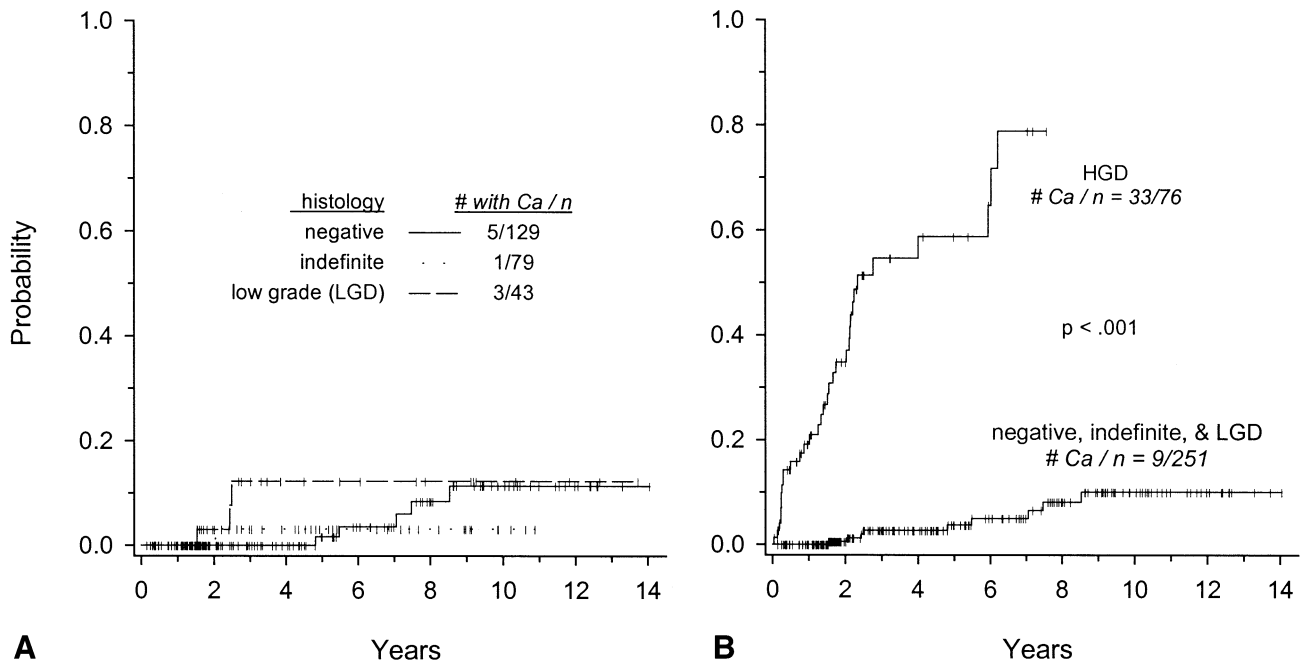 1.0
0.8
0.6
0.4
0.2
0.0
Probability
histology # with Ca / n
negative 5/129
indefinite 1/79
low grade (LGD) 3/43
0 2 4 6 8 10 12 14
A Years
1.0
0.8
0.6
0.4
0.2
0.0
HGD
# Ca / n = 33/76
p < .001
negative, indefinite, & LGD
# Ca / n = 9/251
0 2 4 6 8 10 12 14
B Years